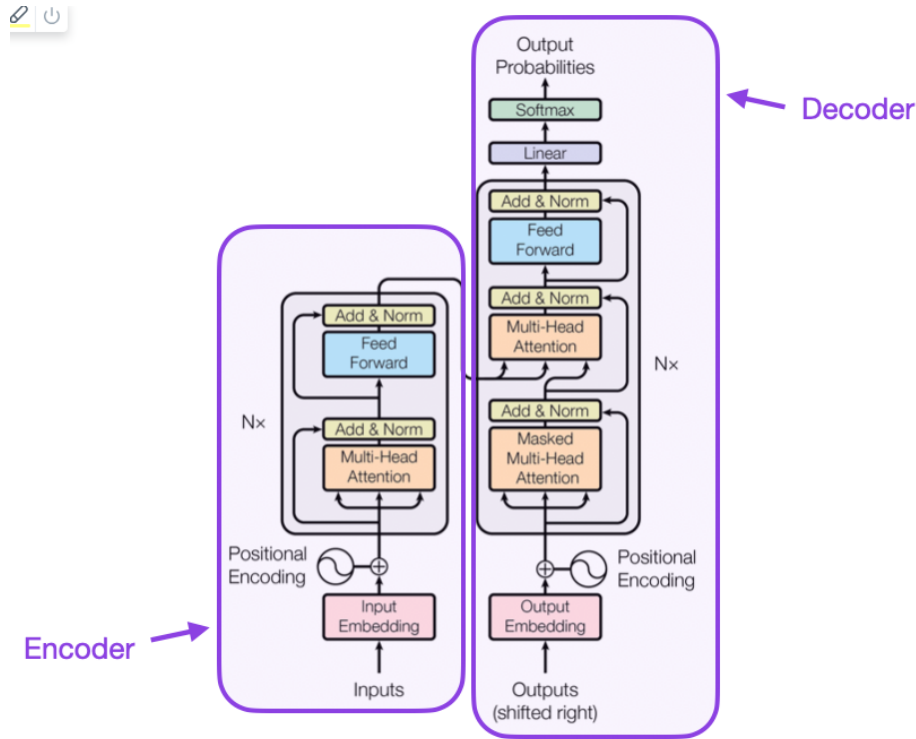 Output
Probabilities
Softmax
Linear
Add & Norm
Feed
Forward
Add & Norm
Multi-Head
Attention
Nx
Add & Norm
Masked
Multi-Head
Attention
Positional
Encoding
Output
Embedding
Outputs
(shifted right)
Decoder
Add & Norm
Feed
Forward
Nx
Add & Norm
Multi-Head
Attention
Positional
Encoding
Input
Embedding
Inputs
Encoder